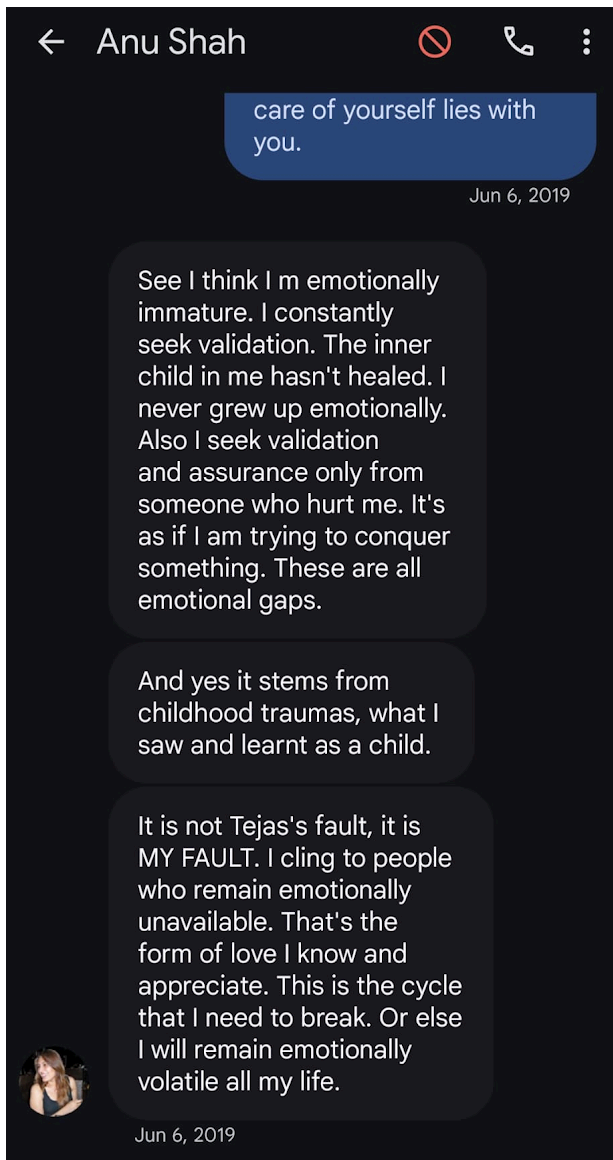 Anu Shah
care of yourself lies with
you.
Jun 6, 2019
See I think I m emotionally
immature. I constantly
seek validation. The inner
child in me hasn't healed. I
never grew up emotionally.
Also I seek validation
and assurance only from
someone who hurt me. It's
as if I am trying to conquer
something. These are all
emotional gaps.
And yes it stems from
childhood traumas, what I
saw and learnt as a child.
It is not Tejas's fault, it is
MY FAULT. I cling to people
who remain emotionally
unavailable. That's the
form of love I know and
appreciate. This is the cycle
that I need to break. Or else
I will remain emotionally
volatile all my life.
Jun 6, 2019